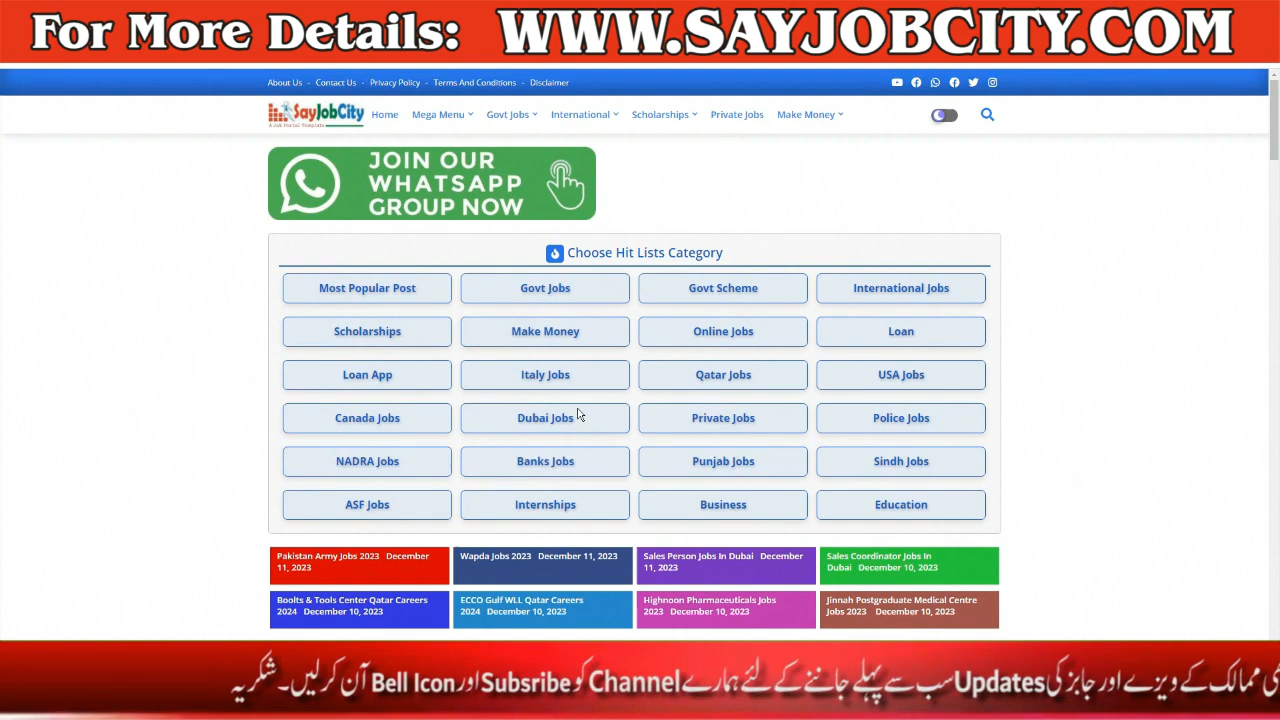 For More Details: WWW.SAYJOBCITY.COM
About Us - Contact Us - Privacy Policy - Terms And Conditions - Disclaimer
SayJobCity
A Job Portal Template
Home Mega Menu Govt Jobs International Scholarships Private Jobs Make Money
JOIN OUR
WHATSAPP
GROUP NOW
Choose Hit Lists Category
Most Popular Post Govt Jobs Govt Scheme International Jobs
Scholarships Make Money Online Jobs Loan
Loan App Italy Jobs Qatar Jobs USA Jobs
Canada Jobs Dubai Jobs Private Jobs Police Jobs
NADRA Jobs Banks Jobs Punjab Jobs Sindh Jobs
ASF Jobs Internships Business Education
Pakistan Army Jobs 2023 December
11, 2023
Wapda Jobs 2023 December 11, 2023
Sales Person Jobs In Dubai December
11, 2023
Sales Coordinator Jobs In
Dubai December 10, 2023
Boolts & Tools Center Qatar Careers
2024 December 10, 2023
ECCO Gulf WLL Qatar Careers
2024 December 10, 2023
Highnoon Pharmaceuticals Jobs
2023 December 10, 2023
Jinnah Postgraduate Medical Centre
Jobs 2023 December 10, 2023
ممالک کے ویزے اور جابز کی Updates سب سے پہلے جاننے کے لئے ہمارے Channel کو Subsribe اور Bell Icon آن کرلیں۔ شکریہ